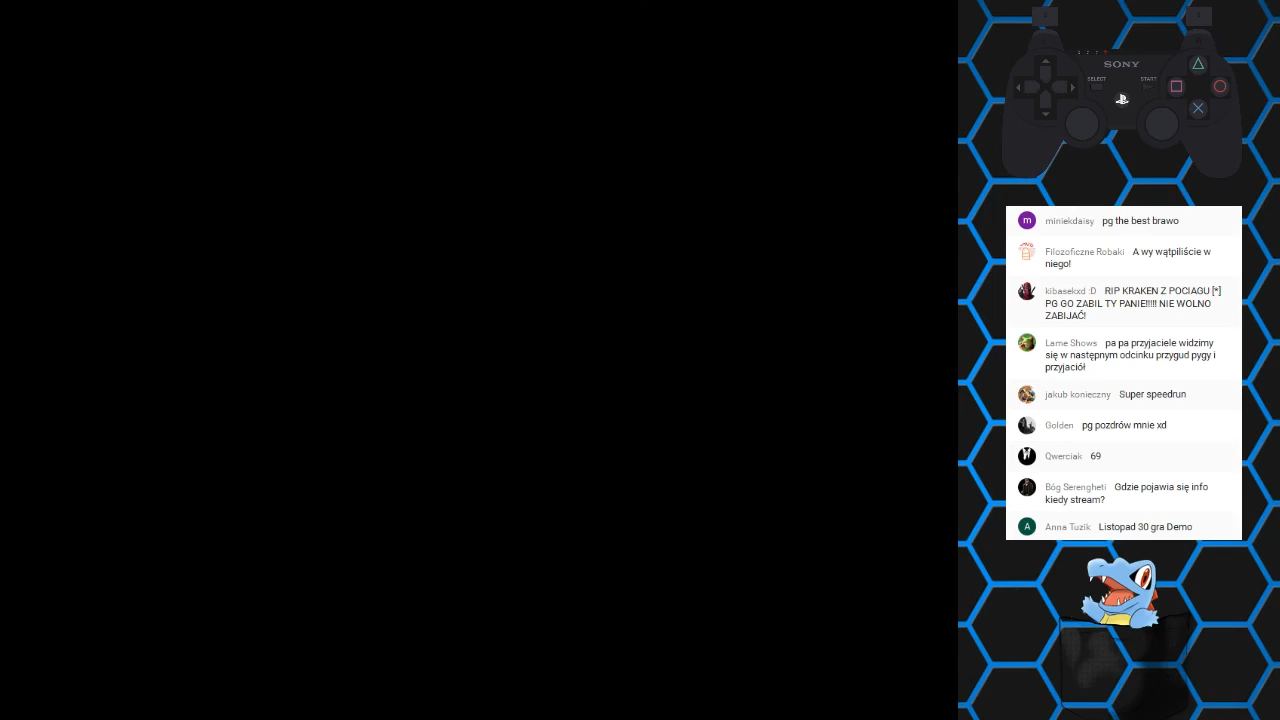 SONY
SELECT
START
miniekdaisy pg the best brawo
Filozoficzne Robaki A wy wątpiliście w
niego!
kibasekxd :D RIP KRAKEN Z POCIAGU [*]
PG GO ZABIL TY PANIE!!!!! NIE WOLNO
ZABIJAĆ!
Lame Shows pa pa przyjaciele widzimy
się w następnym odcinku przygud pygy i
przyjaciół
jakub konieczny Super speedrun
Golden pg pozdrów mnie xd
Qwerciak 69
Bóg Serengheti Gdzie pojawia się info
kiedy stream?
Anna Tuzik Listopad 30 gra Demo